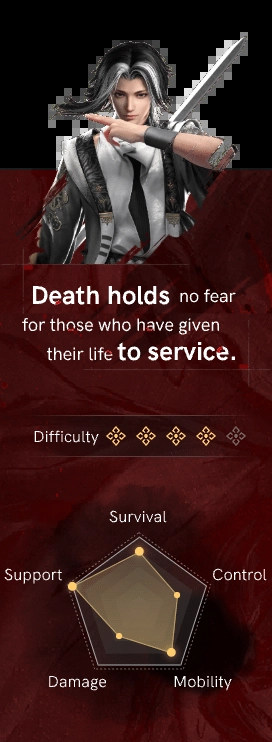 Death holds no fear
for those who have given
their life to service.
Difficulty
Survival
Support
Control
Damage
Mobility